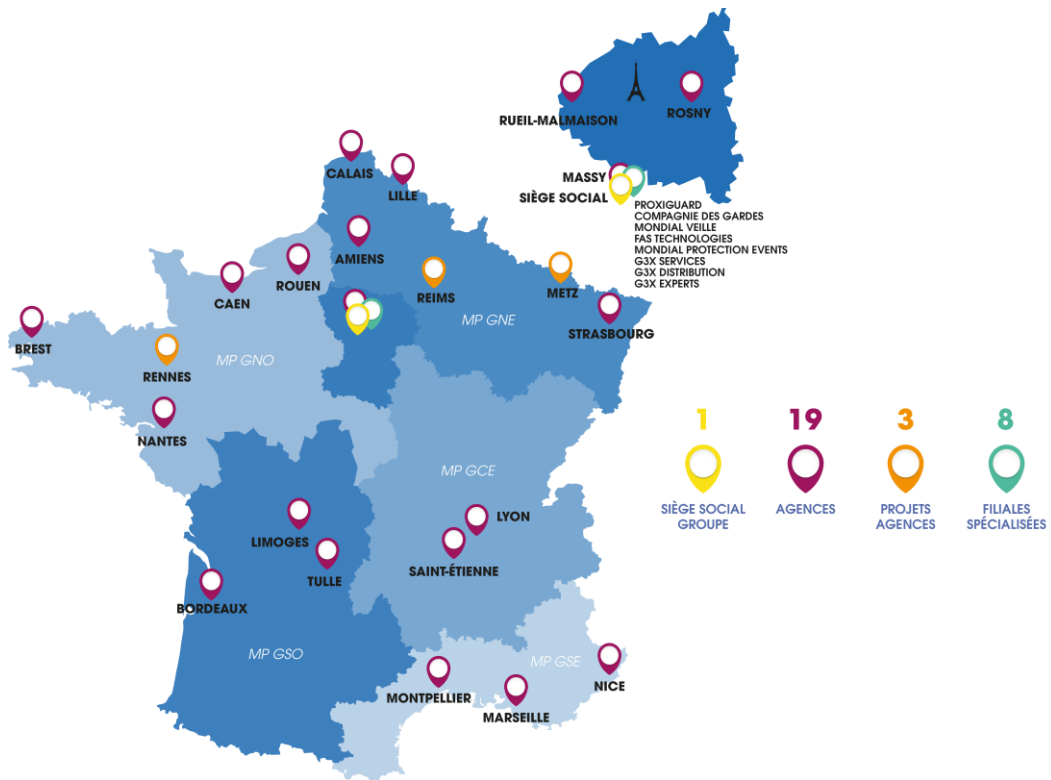 RUEIL-MALMAISON
ROSNY
MASSY
SIÈGE SOCIAL
PROXIGUARD
COMPAGNIE DES GARDES
MONDIAL VEILLE
FAS TECHNOLOGIES
MONDIAL PROTECTION EVENTS
G3X SERVICES
G3X DISTRIBUTION
G3X EXPERTS
CALAIS
LILLE
AMIENS
ROUEN
CAEN
REIMS
METZ
STRASBOURG
MP GNE
BREST
RENNES
MP GNO
NANTES
MP GCE
LYON
SAINT-ÉTIENNE
LIMOGES
TULLE
BORDEAUX
MP GSO
MP GSE
MONTPELLIER
MARSEILLE
NICE
1
SIÈGE SOCIAL
GROUPE
19
AGENCES
3
PROJETS
AGENCES
8
FILIALES
SPÉCIALISÉES